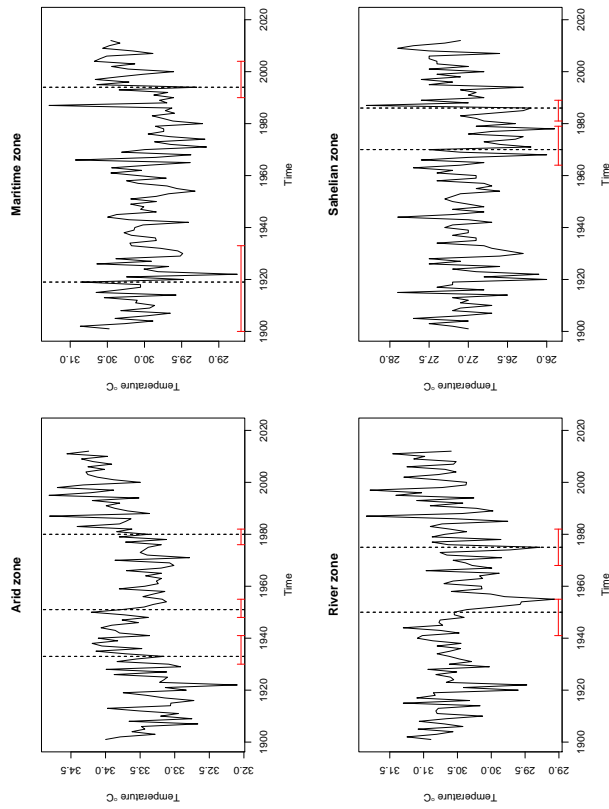 Arid zone
Temperature °C
34.5
34.0
33.5
33.0
32.5
32.0
1900 1920 1940 1960 1980 2000 2020
Time
Maritime zone
Temperature °C
31.0
30.5
30.0
29.5
29.0
1900 1920 1940 1960 1980 2000 2020
Time
River zone
Temperature °C
31.5
31.0
30.5
30.0
29.5
29.0
1900 1920 1940 1960 1980 2000 2020
Time
Sahelian zone
Temperature °C
28.0
27.5
27.0
26.5
26.0
1900 1920 1940 1960 1980 2000 2020
Time